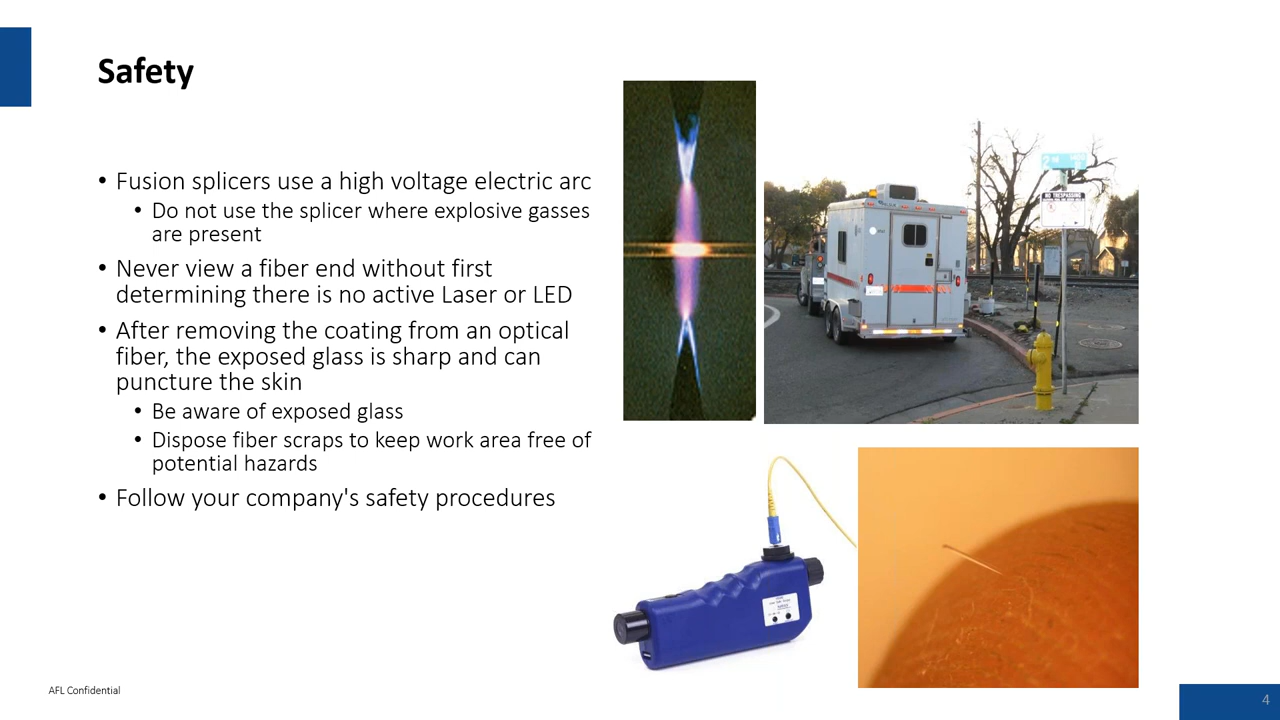 Safety
• Fusion splicers use a high voltage electric arc
• Do not use the splicer where explosive gasses
are present
• Never view a fiber end without first
determining there is no active Laser or LED
• After removing the coating from an optical
fiber, the exposed glass is sharp and can
puncture the skin
• Be aware of exposed glass
• Dispose fiber scraps to keep work area free of
potential hazards
• Follow your company's safety procedures
NO TRESPASSING
AFL Confidential
4